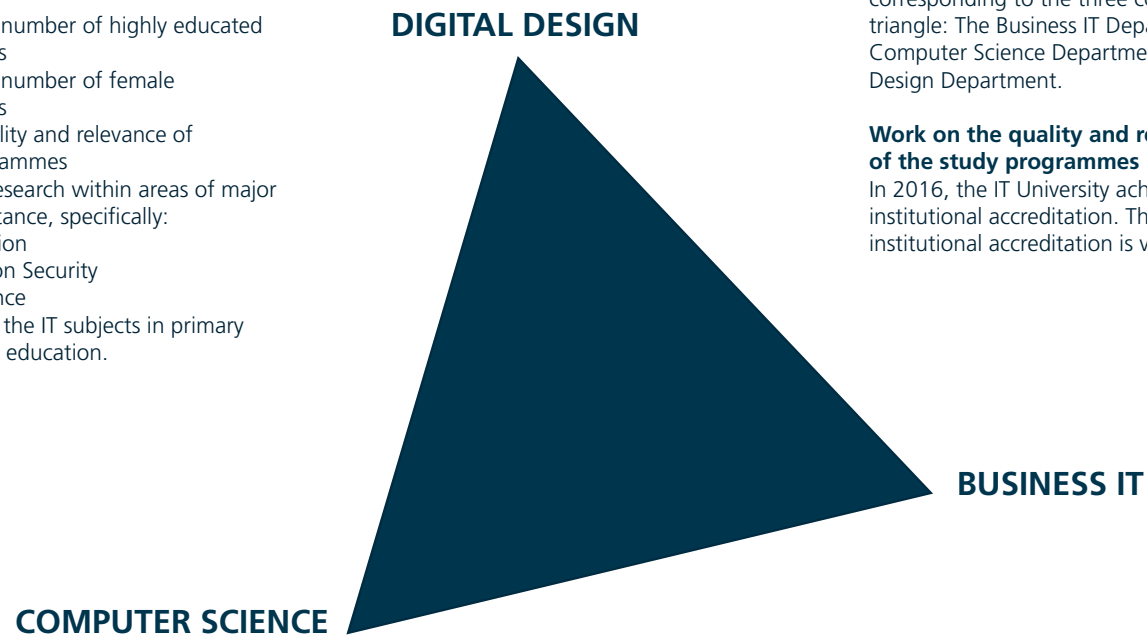 number of highly educated
s
number of female
s
lity and relevance of
ammes
esearch within areas of major
tance, specifically:
ion
on Security
nce
the IT subjects in primary
education.
DIGITAL DESIGN
BUSINESS IT
COMPUTER SCIENCE
corresponding to the three
triangle: The Business IT Depa
Computer Science Departme
Design Department.
Work on the quality and re
of the study programmes
In 2016, the IT University ach
institutional accreditation. Th
institutional accreditation is v